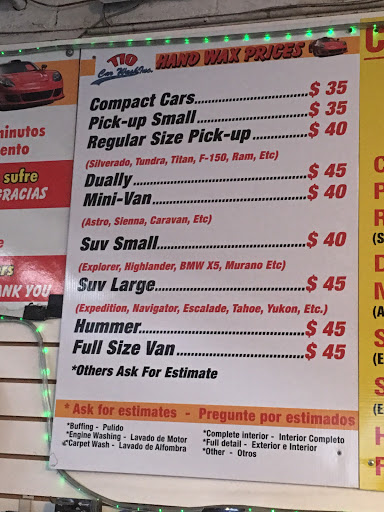 TIO
Car Wash Inc.
HAND WAX PRICES
Compact Cars....................$ 35
Pick-up Small....................$ 35
Regular Size Pick-up..........$ 40
(Silverado, Tundra, Titan, F-150, Ram, Etc)
Dually..............................$ 45
Mini-Van..........................$ 40
(Astro, Sienna, Caravan, Etc)
Suv Small.........................$ 40
(Explorer, Highlander, BMW X5, Murano Etc)
Suv Large.........................$ 45
(Expedition, Navigator, Escalade, Tahoe, Yukon, Etc.)
Hummer...........................$ 45
Full Size Van....................$ 45
*Others Ask For Estimate
* Ask for estimates - Pregunte por estimados
*Buffing - Pulido
*Engine Washing - Lavado de Motor
*Carpet Wash - Lavado de Alfombra
*Complete interior - Interior Completo
*Full detail - Exterior e Interior
*Other - Otros
minutos
ento
sufre
GRACIAS
e
ers
ANK YOU
C
C
P
R
(S
D
M
(A
S
(E
S
(E
H
F